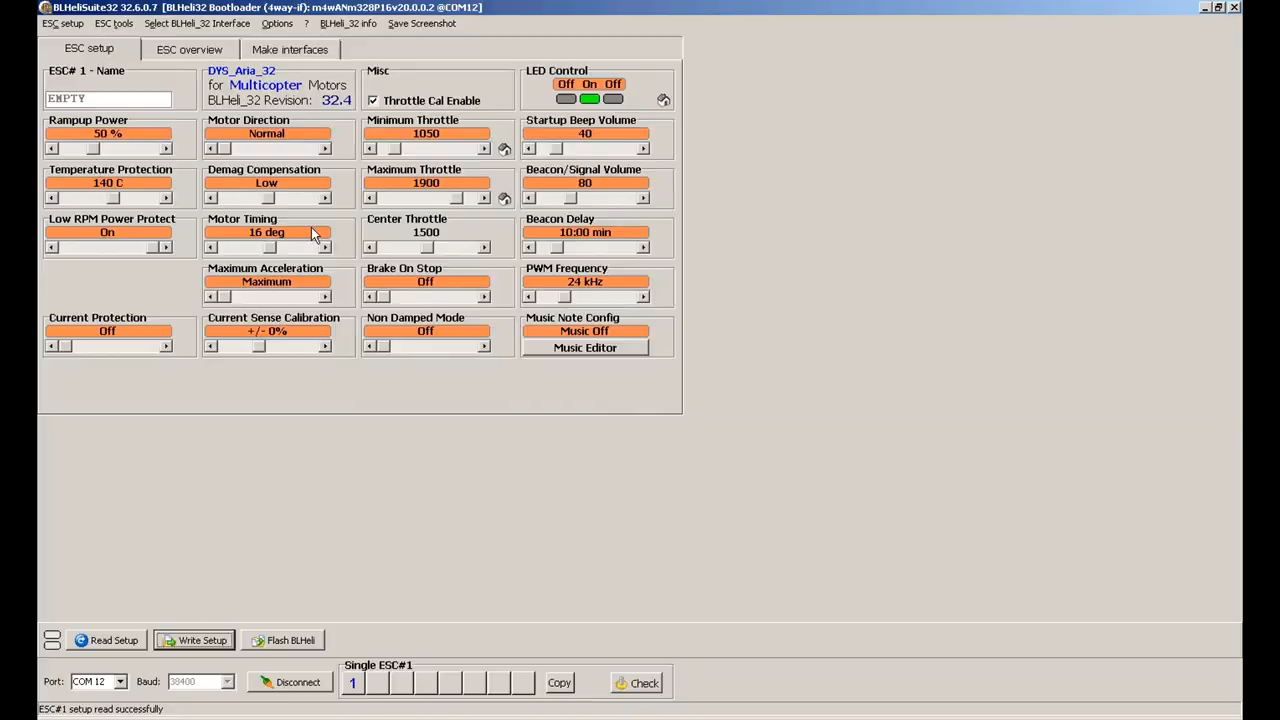 BLHeliSuite32 32.6.0.7 [BLHeli32 Bootloader (4way-if): m4wANm328P16v20.0.0.2 @COM12]
ESC setup ESC tools Select BLHeli_32 Interface Options ? BLHeli_32 info Save Screenshot
ESC setup ESC overview Make interfaces
ESC# 1 - Name
EMPTY
DYS_Aria_32
for Multicopter Motors
BLHeli_32 Revision: 32.4
Misc
Throttle Cal Enable
LED Control
Off On Off
Rampup Power
50 %
Motor Direction
Normal
Minimum Throttle
1050
Startup Beep Volume
40
Temperature Protection
140 C
Demag Compensation
Low
Maximum Throttle
1900
Beacon/Signal Volume
80
Low RPM Power Protect
On
Motor Timing
16 deg
Center Throttle
1500
Beacon Delay
10:00 min
Maximum Acceleration
Maximum
Brake On Stop
Off
PWM Frequency
24 kHz
Current Protection
Off
Current Sense Calibration
+/- 0%
Non Damped Mode
Off
Music Note Config
Music Off
Music Editor
Read Setup Write Setup Flash BLHeli
Single ESC#1
Port: COM 12 Baud: 38400 Disconnect 1 Copy Check
ESC#1 setup read successfully